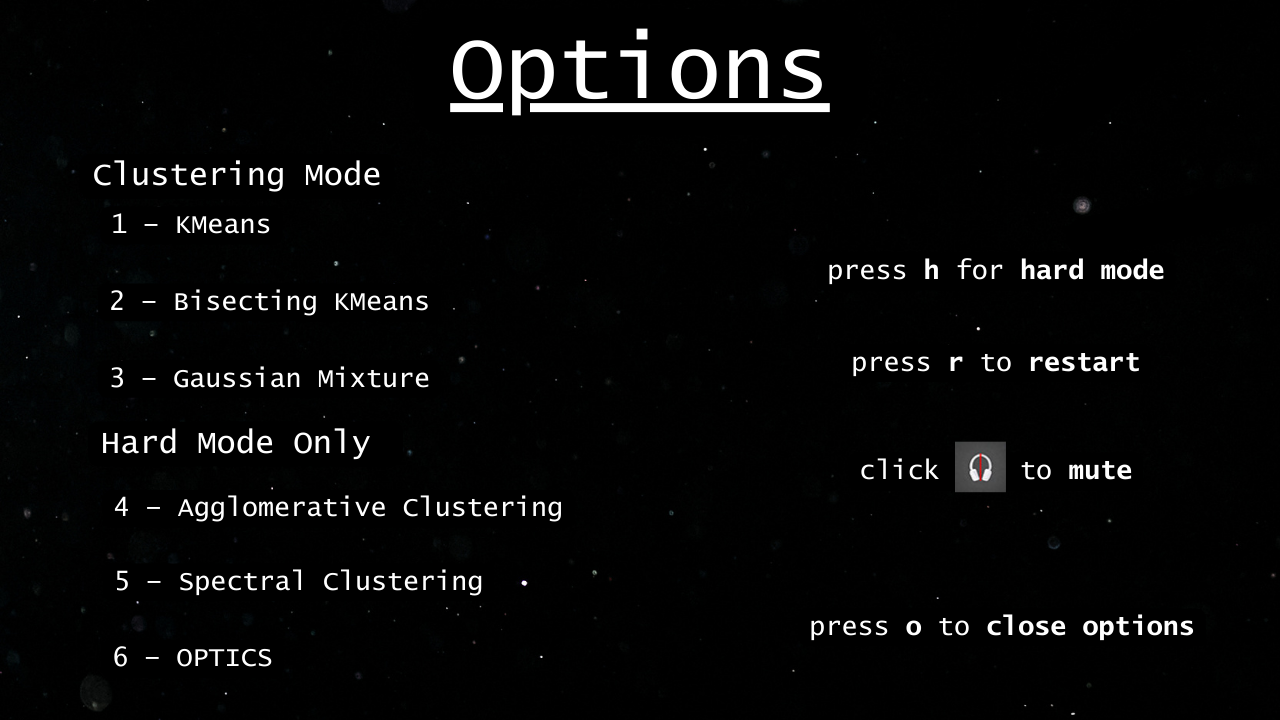 Options
Clustering Mode
1 – KMeans
2 – Bisecting KMeans
3 – Gaussian Mixture
Hard Mode Only
4 – Agglomerative Clustering
5 – Spectral Clustering
6 – OPTICS
press h for hard mode
press r to restart
click to mute
press o to close options